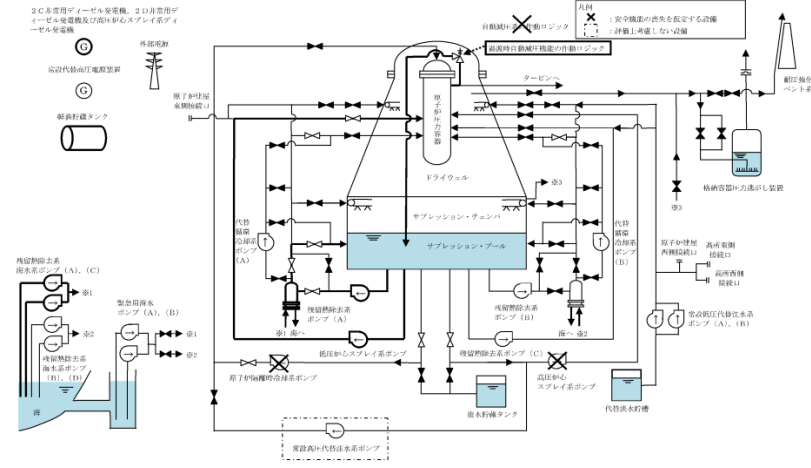 2C非常用ディーゼル発電機，2D非常用デ
ィーゼル発電機及び高圧炉心スプレイ系ディ
ーゼル発電機
G
外部電源
常設代替高圧電源装置
G
軽油貯蔵タンク
凡例
：安全機能の喪失を仮定する設備
：評価上考慮しない設備
自動減圧系の作動ロジック
過渡時自動減圧機能の作動ロジック
原子炉建屋
東側接続口
タービンへ
原子炉圧力容器
ドライウェル
サプレッション・チェンバ
サプレッション・プール
※3
耐圧強化
ベント系
格納容器圧力逃がし装置
※3
代替
循環
冷却系
ポンプ
(A)
代替
循環
冷却系
ポンプ
(B)
原子炉建屋
西側接続口
高所東側
接続口
高所西側
接続口
残留熱除去系
海水系ポンプ（A），（C）
※1
※2
残留熱除去系
海水系ポンプ
（B），（D）
海
緊急用海水
ポンプ（A），（B）
※1
※2
残留熱除去系
ポンプ（A）
※1 海へ
残留熱除去系
ポンプ（B）
海へ ※2
常設低圧代替注水系
ポンプ（A），（B）
低圧炉心スプレイ系ポンプ
残留熱除去系ポンプ（C）
原子炉隔離時冷却系ポンプ
高圧炉心
スプレイ系ポンプ
復水貯蔵タンク
代替淡水貯槽
常設高圧代替注水系ポンプ